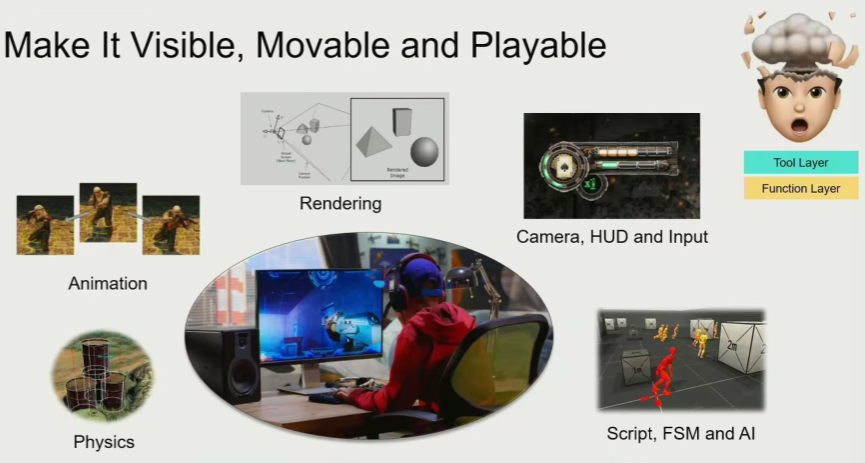 Make It Visible, Movable and Playable
Tool Layer
Function Layer
Rendered
Image
Rendering
Camera, HUD and Input
Animation
Physics
Script, FSM and AI